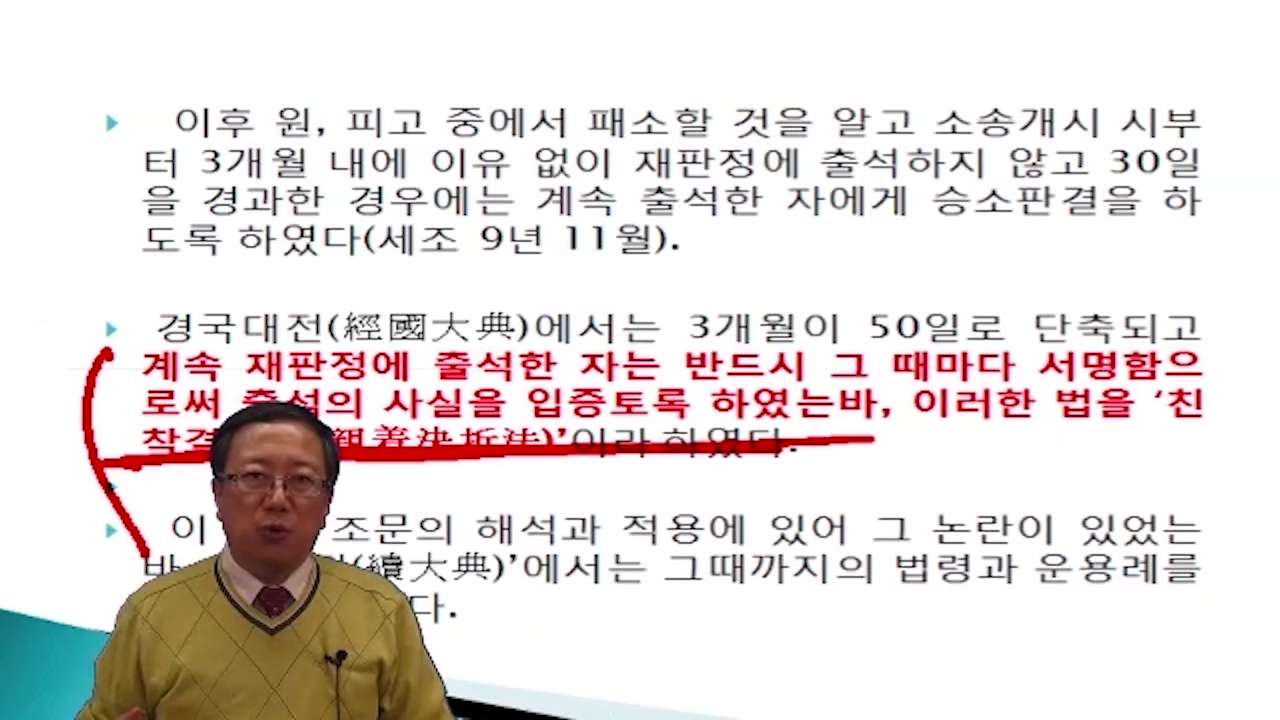 이후 원, 피고 중에서 패소할 것을 알고 소송개시 시부
터 3개월 내에 이유 없이 재판정에 출석하지 않고 30일
을 경과한 경우에는 계속 출석한 자에게 승소판결을 하
도록 하였다(세조 9년 11월).
경국대전(經國大典)에서는 3개월이 50일로 단축되고
계속 재판정에 출석한 자는 반드시 그 때마다 서명함으
로써 출석의 사실을 입증토록 하였는바, 이러한 법을 ‘친
이라 하였다.
이 조문의 해석과 적용에 있어 그 논란이 있었는
(續大典)’에서는 그때까지의 법령과 운용례를
다.